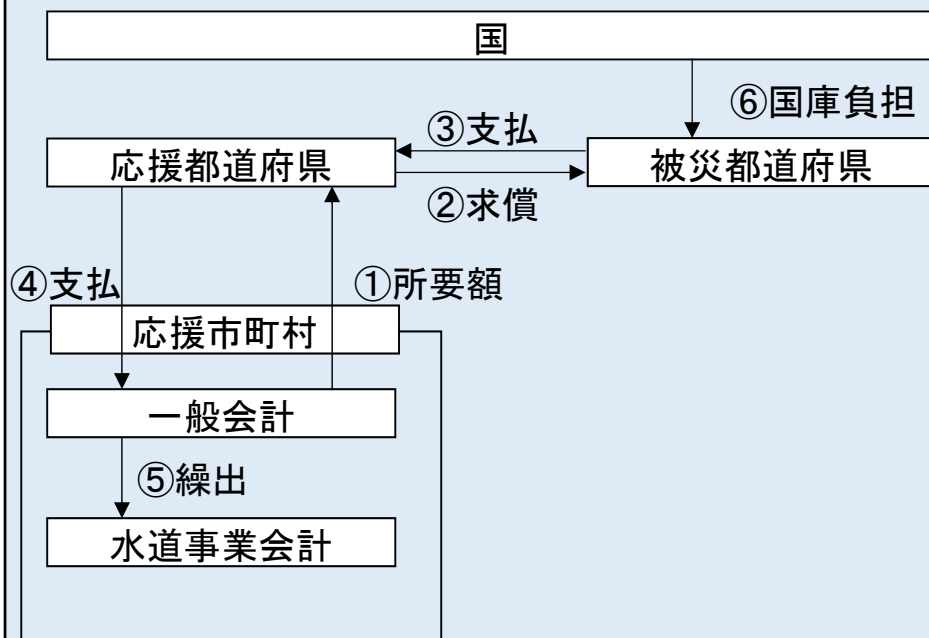 国
⑥国庫負担
③支払
応援都道府県
被災都道府県
②求償
④支払
①所要額
応援市町村
一般会計
⑤繰出
水道事業会計